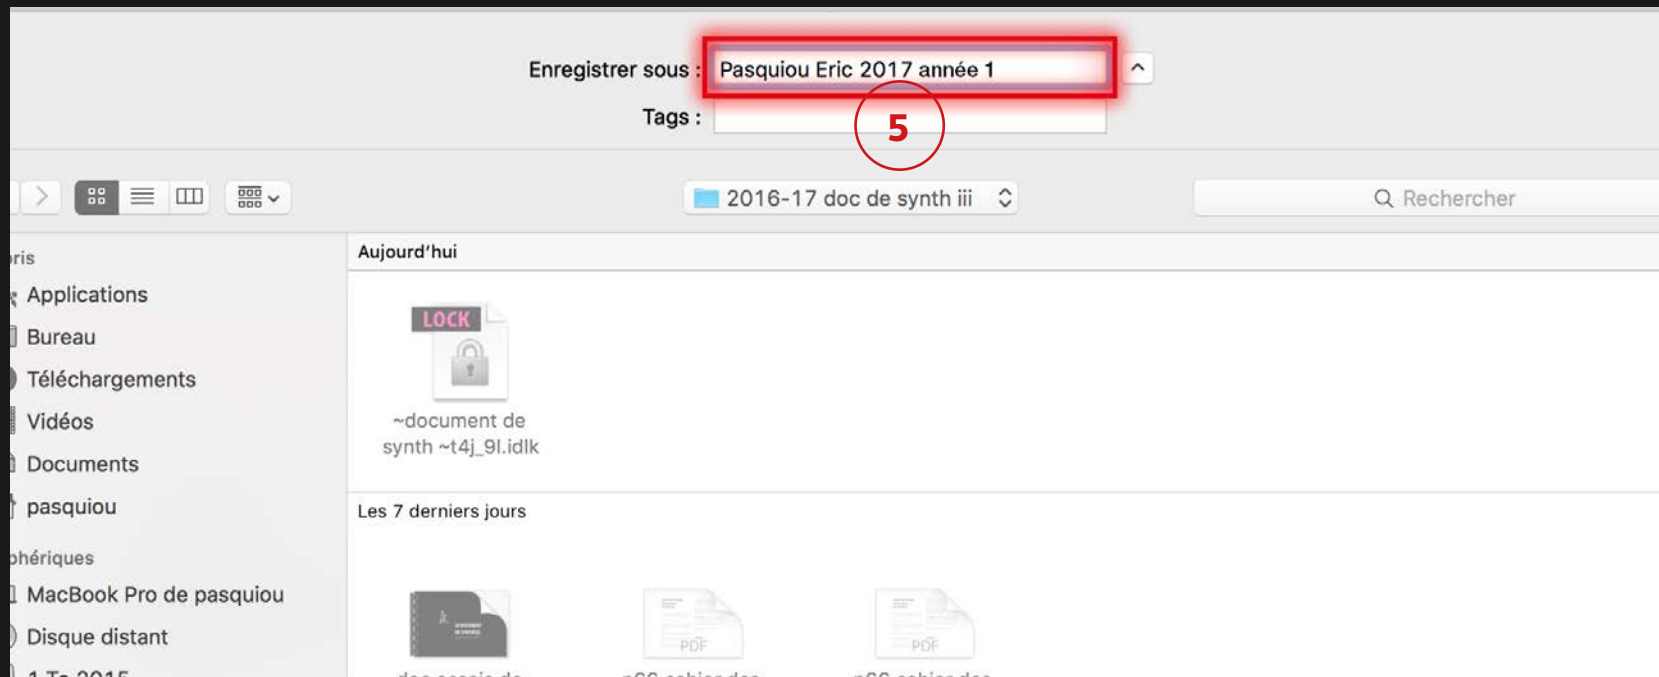 Enregistrer sous : Pasquiou Eric 2017 année 1
Tags :
5
2016-17 doc de synth iii
Rechercher
Aujourd'hui
Applications
Bureau
Téléchargements
Vidéos
Documents
pasquiou
MacBook Pro de pasquiou
Disque distant
LOCK
~document de
synth ~t4j_9l.idlk
Les 7 derniers jours
PDF
PDF